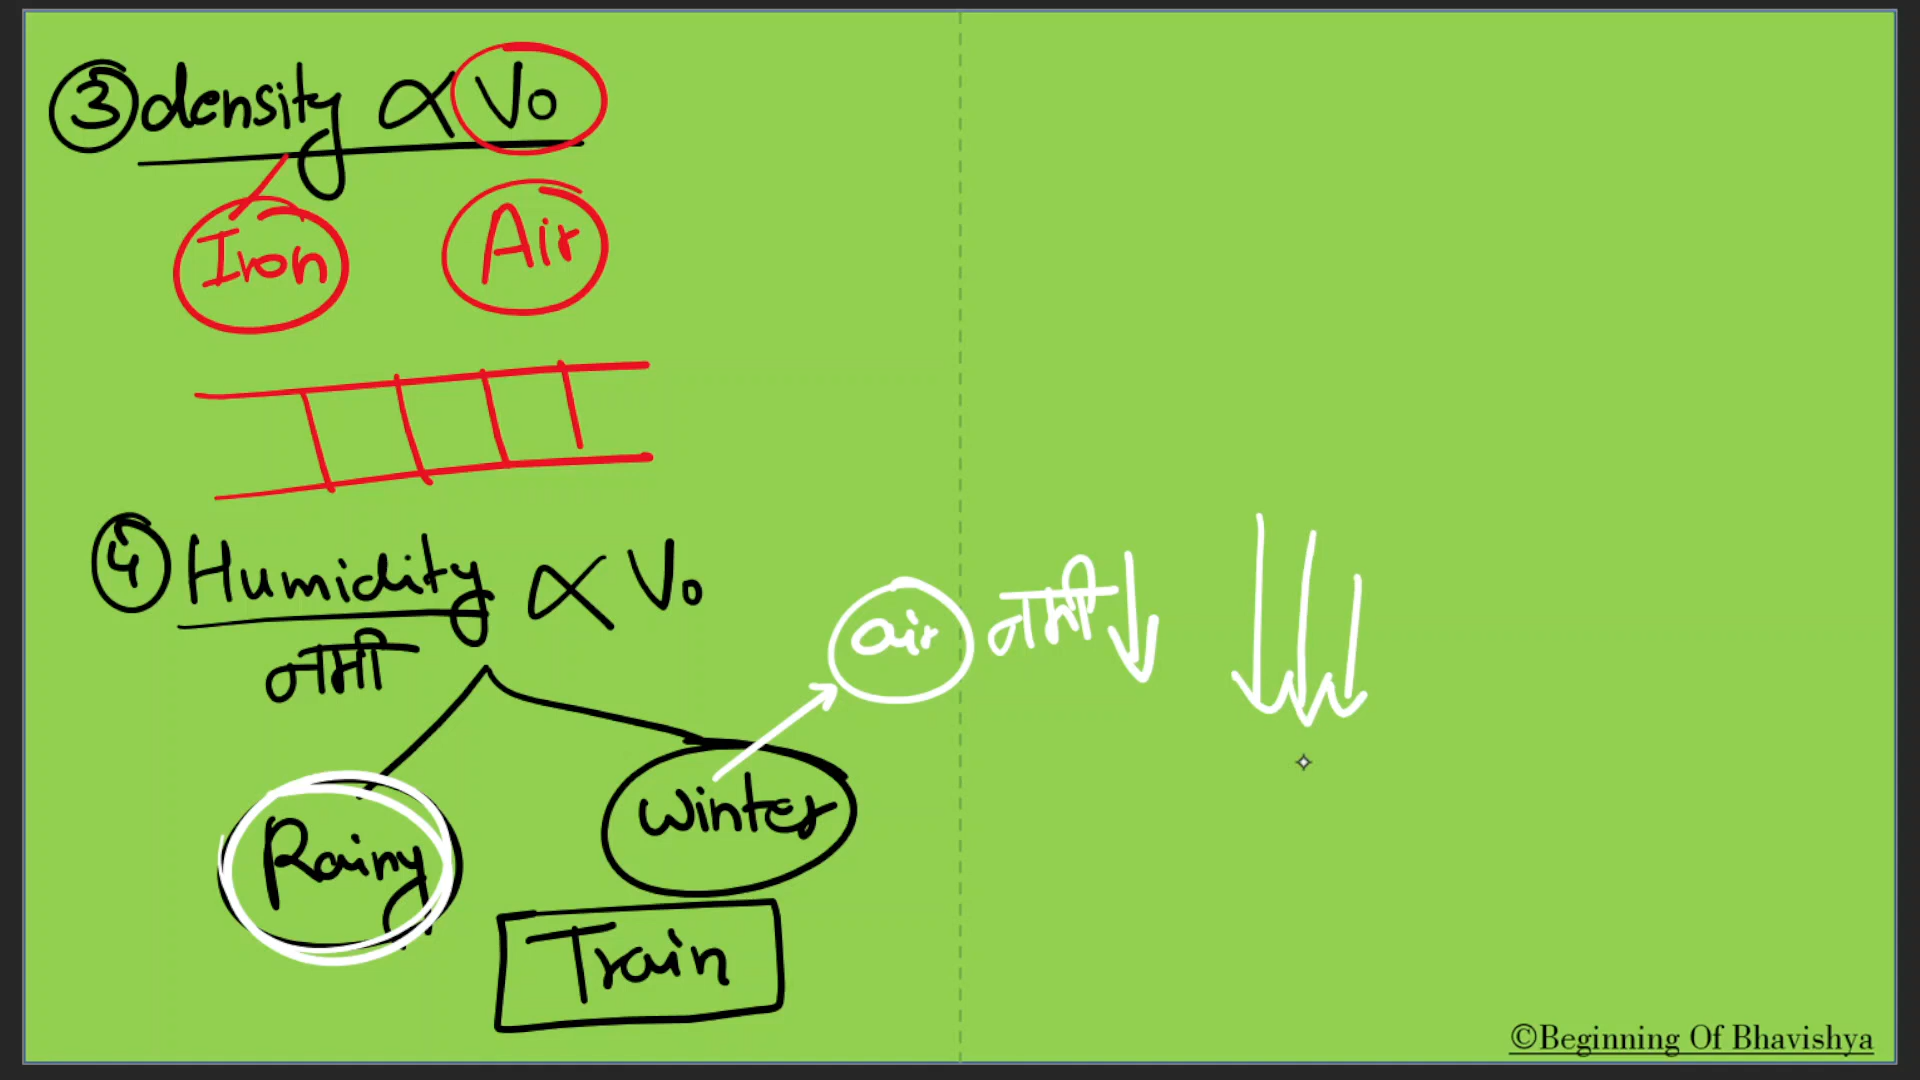 ③ density ∝ Vo
Iron Air
④ Humidity ∝ Vo
नमी
air नमी ↓
Rainy Winter
Train
©Beginning Of Bhavishya